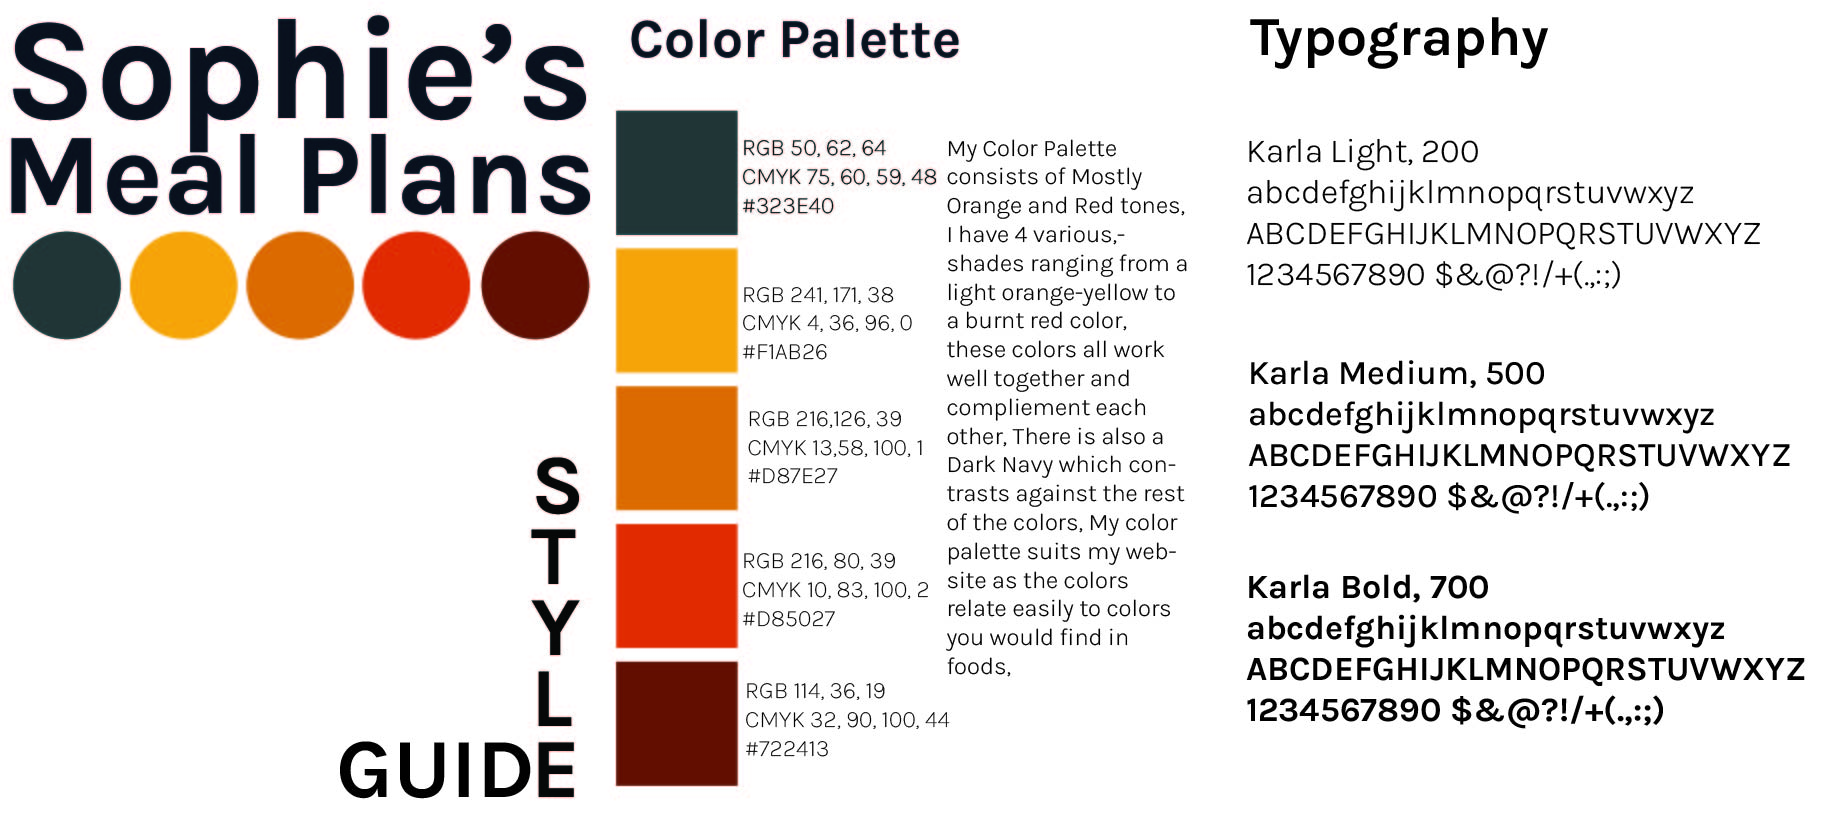 Sophie's
Meal Plans
STYLE
GUIDE
Color Palette
RGB 50, 62, 64
CMYK 75, 60, 59, 48
#323E40
RGB 241, 171, 38
CMYK 4, 36, 96, 0
#F1AB26
RGB 216,126, 39
CMYK 13,58, 100, 1
#D87E27
RGB 216, 80, 39
CMYK 10, 83, 100, 2
#D85027
RGB 114, 36, 19
CMYK 32, 90, 100, 44
#722413
My Color Palette
consists of Mostly
Orange and Red tones,
I have 4 various,-
shades ranging from a
light orange-yellow to
a burnt red color,
these colors all work
well together and
compliement each
other, There is also a
Dark Navy which con-
trasts against the rest
of the colors, My color
palette suits my web-
site as the colors
relate easily to colors
you would find in
foods,
Typography
Karla Light, 200
abcdefghijklmnopqrstuvwxyz
ABCDEFGHIJKLMNOPQRSTUVWXYZ
1234567890 $&@?!/+(.,:;)
Karla Medium, 500
abcdefghijklmnopqrstuvwxyz
ABCDEFGHIJKLMNOPQRSTUVWXYZ
1234567890 $&@?!/+(.,:;)
Karla Bold, 700
abcdefghijklmnopqrstuvwxyz
ABCDEFGHIJKLMNOPQRSTUVWXYZ
1234567890 $&@?!/+(.,:;)